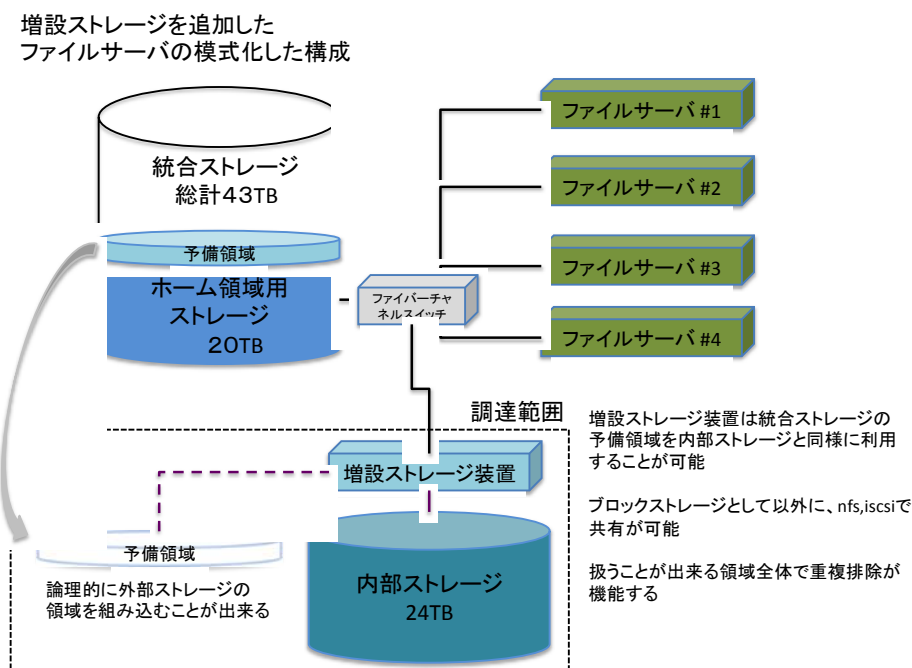 増設ストレージを追加した
ファイルサーバの模式化した構成
統合ストレージ
総計43TB
予備領域
ホーム領域用
ストレージ
20TB
ファイバーチャ
ネルスイッチ
ファイルサーバ #1
ファイルサーバ #2
ファイルサーバ #3
ファイルサーバ #4
調達範囲
増設ストレージ装置
予備領域
論理的に外部ストレージの
領域を組み込むことが出来る
内部ストレージ
24TB
増設ストレージ装置は統合ストレージの
予備領域を内部ストレージと同様に利用
することが可能
ブロックストレージとして以外に、nfs,iscsiで
共有が可能
扱うことが出来る領域全体で重複排除が
機能する